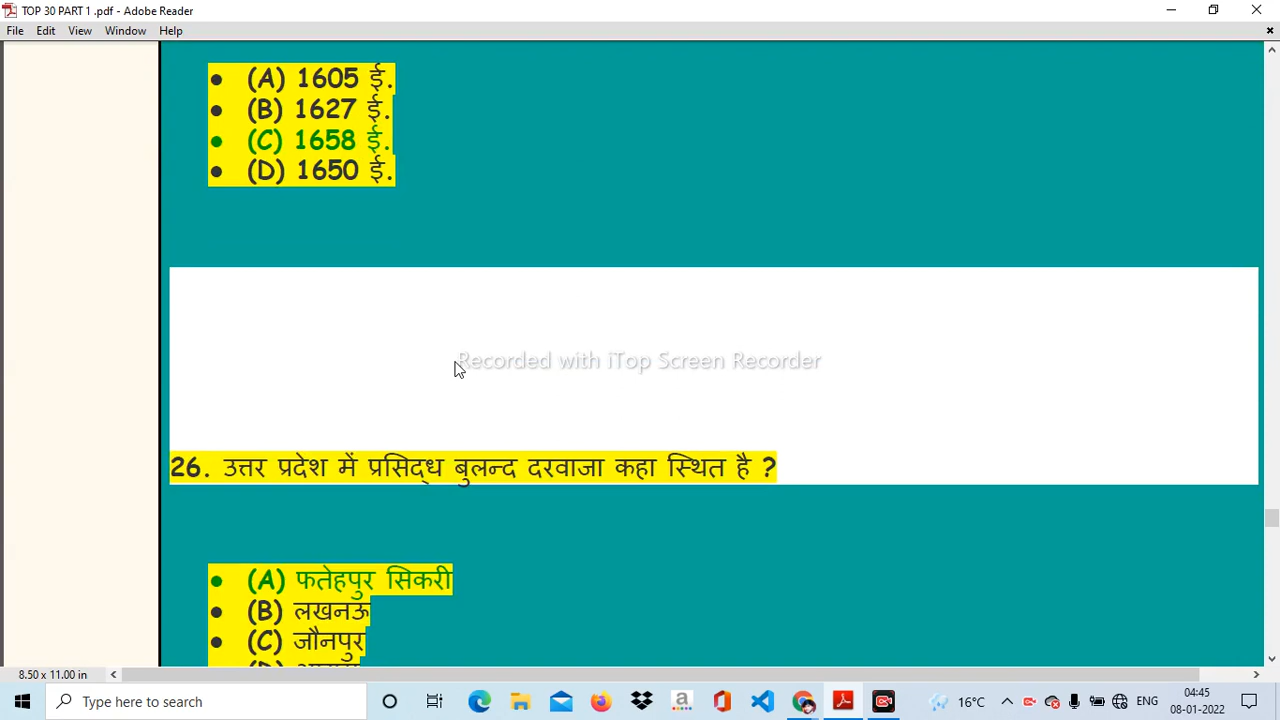 TOP 30 PART 1 .pdf - Adobe Reader
File Edit View Window Help
(A) 1605 ई.
(B) 1627 ई.
(C) 1658 ई.
(D) 1650 ई.
Recorded with iTop Screen Recorder
26. उत्तर प्रदेश में प्रसिद्ध बुलन्द दरवाजा कहा स्थित है ?
(A) फतेहपुर सिकरी
(B) लखनऊ
(C) जौनपुर
(D)
8.50 x 11.00 in
Type here to search
16°C
ENG
04:45
08-01-2022